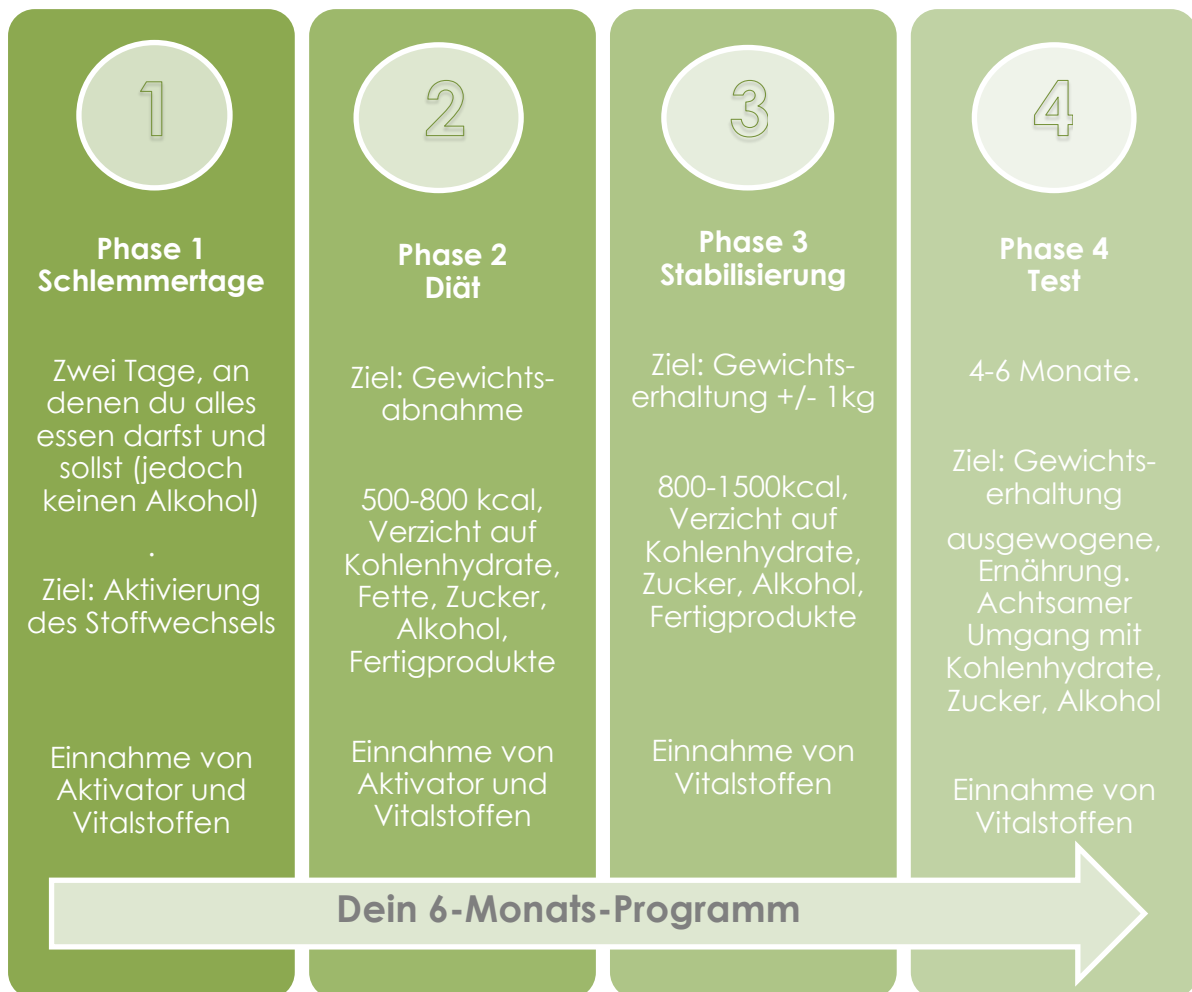 1
Phase 1
Schlemmertage
Zwei Tage, an
denen du alles
essen darfst und
sollst (jedoch
keinen Alkohol)
.
Ziel: Aktivierung
des Stoffwechsels
Einnahme von
Aktivator und
Vitalstoffen
2
Phase 2
Diät
Ziel: Gewichts-
abnahme
500-800 kcal,
Verzicht auf
Kohlenhydrate,
Fette, Zucker,
Alkohol,
Fertigprodukte
Einnahme von
Aktivator und
Vitalstoffen
3
Phase 3
Stabilisierung
Ziel: Gewichts-
erhaltung +/- 1kg
800-1500kcal,
Verzicht auf
Kohlenhydrate,
Zucker, Alkohol,
Fertigprodukte
Einnahme von
Vitalstoffen
4
Phase 4
Test
4-6 Monate.
Ziel: Gewichts-
erhaltung
ausgewogene,
Ernährung.
Achtsamer
Umgang mit
Kohlenhydrate,
Zucker, Alkohol
Einnahme von
Vitalstoffen
Dein 6-Monats-Programm